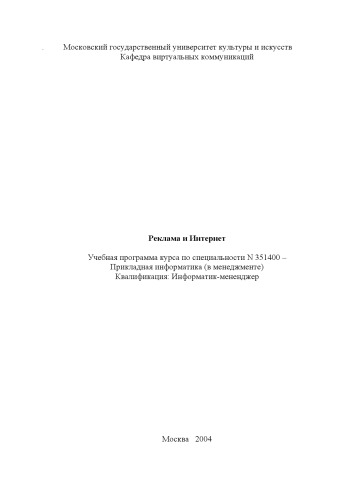 Московский государственный университет культуры и искусств
Кафедра виртуальных коммуникаций
Реклама и Интернет
Учебная программа курса по специальности N 351400 –
Прикладная информатика (в менеджменте)
Квалификация: Информатик-мененджер
Москва 2004